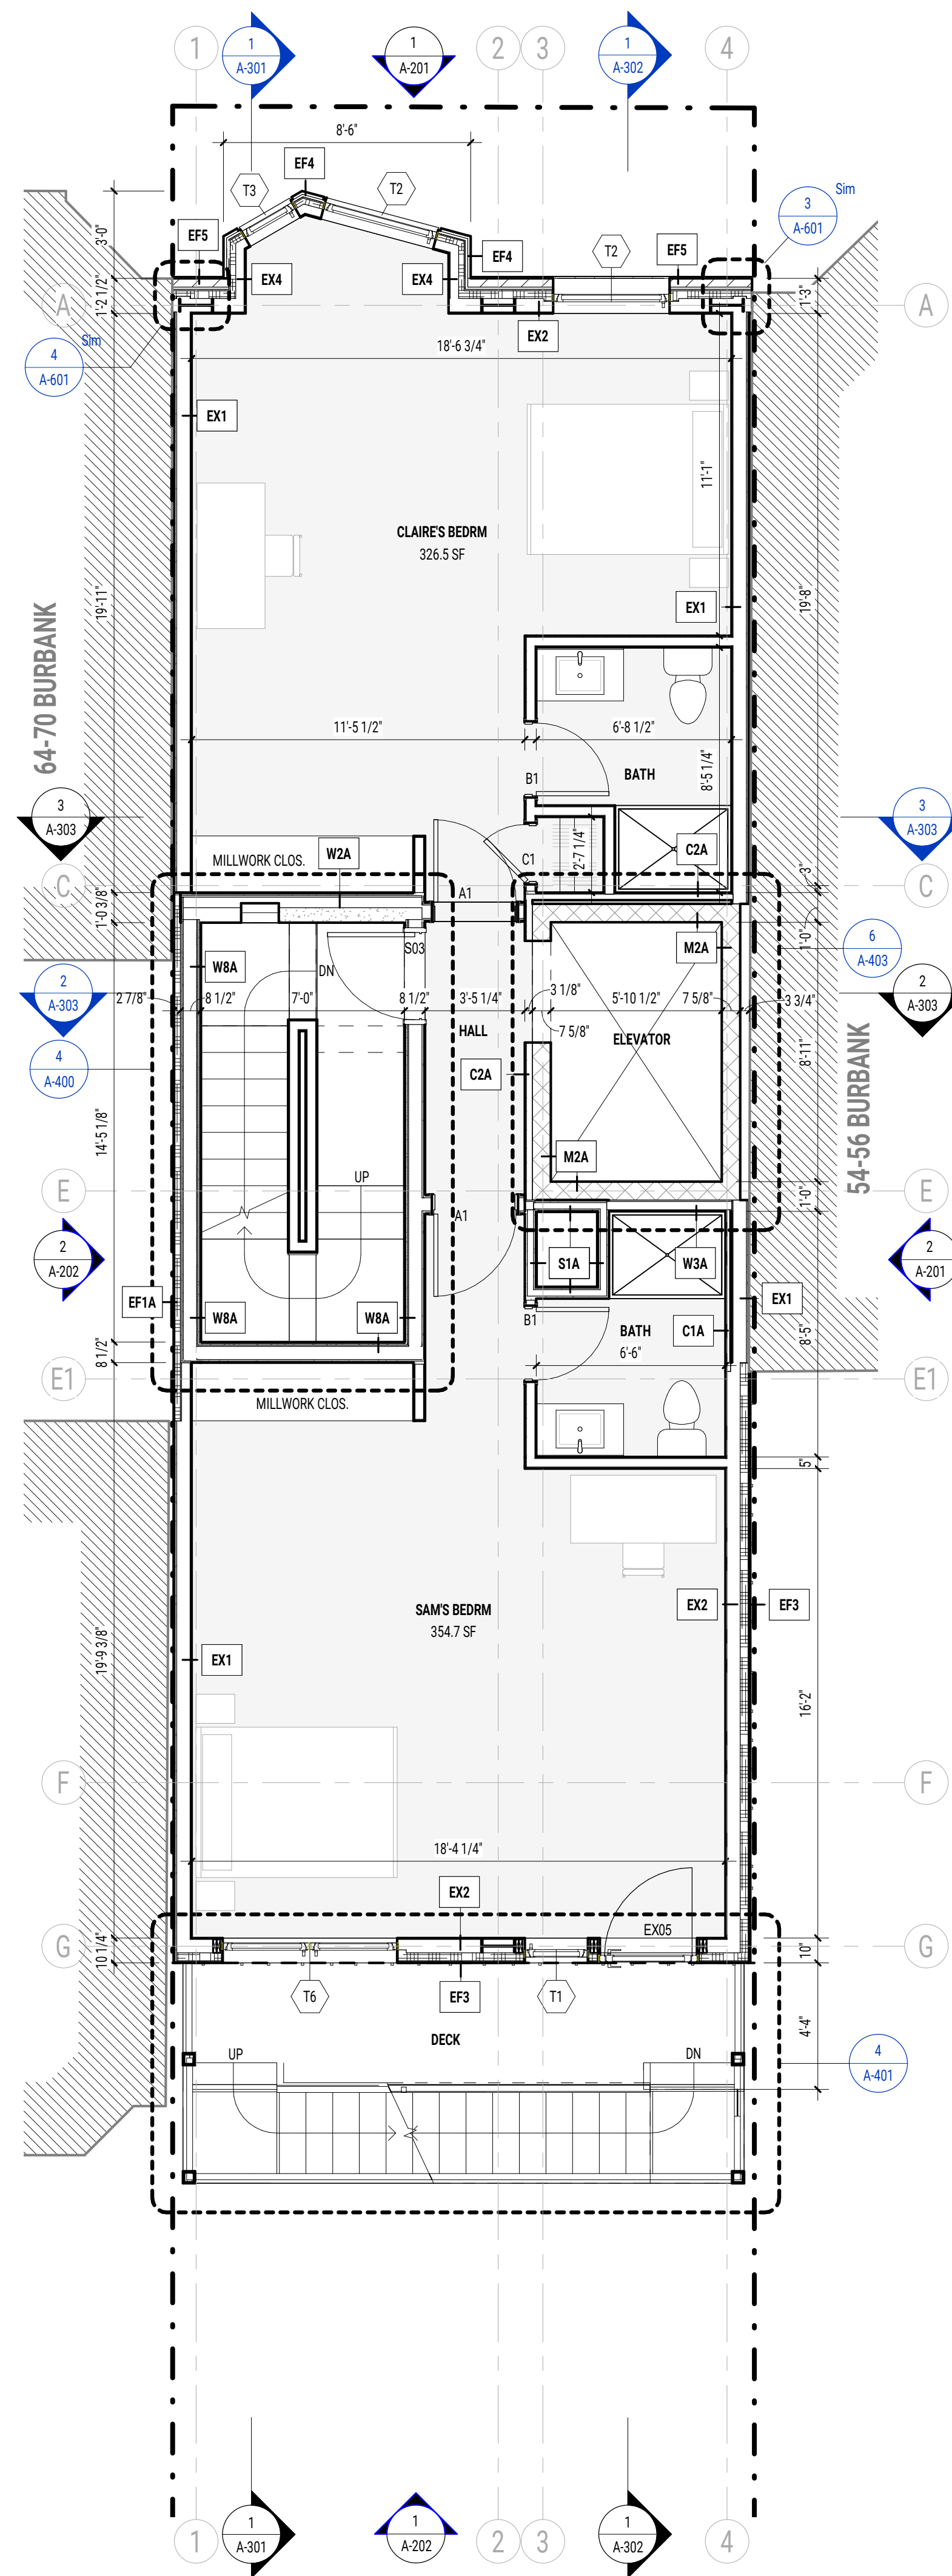 1 2 3 4
1
A-301
1
A-201
1
A-302
8'-6"
EF4
T3
T2
3
A-601
Sim
3'-0"
EF5
EF4
T2
EF5
EX4
EX4
A
1'-2 1/2"
1'-3"
A
EX2
Sim
4
A-601
18'-6 3/4"
EX1
11'-1"
CLAIRE'S BEDRM
326.5 SF
19'-11"
19'-8"
EX1
64-70 BURBANK
11'-5 1/2"
6'-8 1/2"
8'-5 1/4"
BATH
B1
3
A-303
3
A-303
MILLWORK CLOS.
W2A
C1
2'-7 1/4"
C2A
3"
C
A1
C
1'-0 3/8"
S03
M2A
1'-0"
6
A-403
W8A
DN
2
A-303
2 7/8"
8 1/2"
7'-0"
8 1/2"
3'-5 1/4"
3 1/8"
5'-10 1/2"
7 5/8"
3 3/4"
2
A-303
HALL
7 5/8"
ELEVATOR
8'-11"
4
A-400
C2A
54-56 BURBANK
14'-5 1/8"
M2A
UP
E
E
1'-0"
A1
2
A-202
S1A
W3A
2
A-201
EF1A
W8A
W8A
B1
BATH
C1A
EX1
6'-6"
8'-5"
8 1/2"
E1
E1
MILLWORK CLOS.
5"
SAM'S BEDRM
354.7 SF
EX2
EF3
EX1
19'-9 3/8"
16'-2"
F
F
18'-4 1/4"
EX2
EX05
G
10 1/4"
10"
G
T6
EF3
T1
DECK
4'-4"
UP
DN
4
A-401
1
A-301
1
A-202
1
A-302
1 2 3 4